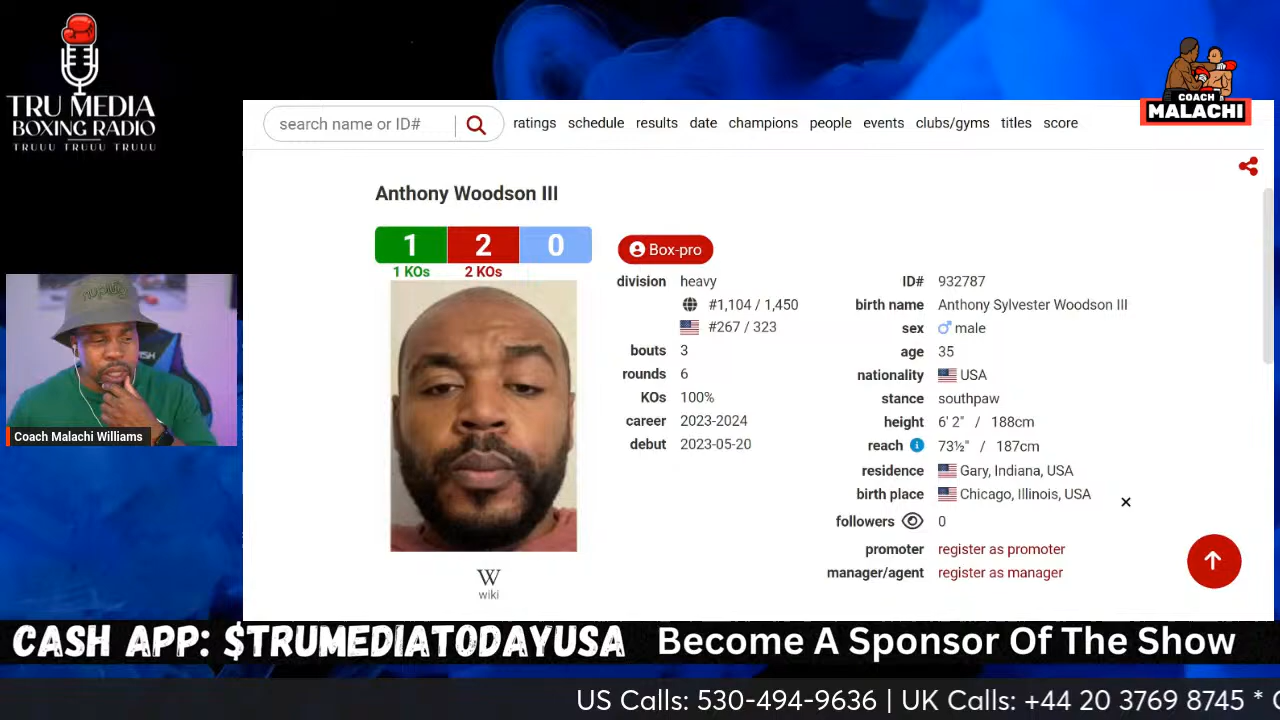 TRU MEDIA
BOXING RADIO
TRUUU TRUUU TRUUU
search name or ID#
ratings schedule results date champions people events clubs/gyms titles score
COACH
MALACHI
Anthony Woodson III
1 2 0
1 KOs 2 KOs
Box-pro
division heavy
#1,104 / 1,450
#267 / 323
bouts 3
rounds 6
KOs 100%
career 2023-2024
debut 2023-05-20
ID# 932787
birth name Anthony Sylvester Woodson III
sex ♂ male
age 35
nationality USA
stance southpaw
height 6' 2" / 188cm
reach 73½" / 187cm
residence Gary, Indiana, USA
birth place Chicago, Illinois, USA
followers 0
promoter register as promoter
manager/agent register as manager
W
wiki
Coach Malachi Williams
CASH APP: $TRUMEDIATODAYUSA Become A Sponsor Of The Show
US Calls: 530-494-9636 | UK Calls: +44 20 3769 8745 *